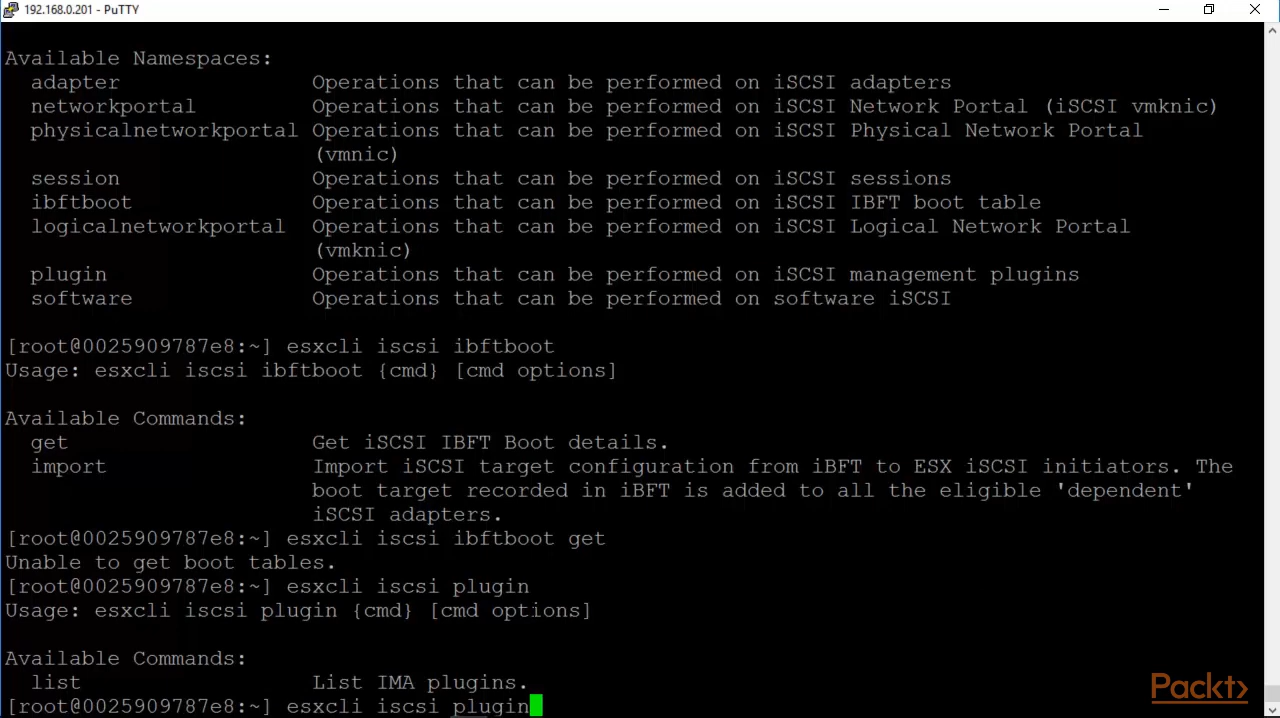 192.168.0.201 - PuTTY
Available Namespaces:
adapter Operations that can be performed on iSCSI adapters
networkportal Operations that can be performed on iSCSI Network Portal (iSCSI vmknic)
physicalnetworkportal Operations that can be performed on iSCSI Physical Network Portal
(vmnic)
session Operations that can be performed on iSCSI sessions
ibftboot Operations that can be performed on iSCSI IBFT boot table
logicalnetworkportal Operations that can be performed on iSCSI Logical Network Portal
(vmknic)
plugin Operations that can be performed on iSCSI management plugins
software Operations that can be performed on software iSCSI
[root@0025909787e8:~] esxcli iscsi ibftboot
Usage: esxcli iscsi ibftboot {cmd} [cmd options]
Available Commands:
get Get iSCSI IBFT Boot details.
import Import iSCSI target configuration from iBFT to ESX iSCSI initiators. The
boot target recorded in iBFT is added to all the eligible 'dependent'
iSCSI adapters.
[root@0025909787e8:~] esxcli iscsi ibftboot get
Unable to get boot tables.
[root@0025909787e8:~] esxcli iscsi plugin
Usage: esxcli iscsi plugin {cmd} [cmd options]
Available Commands:
list List IMA plugins.
[root@0025909787e8:~] esxcli iscsi plugin
Packt>